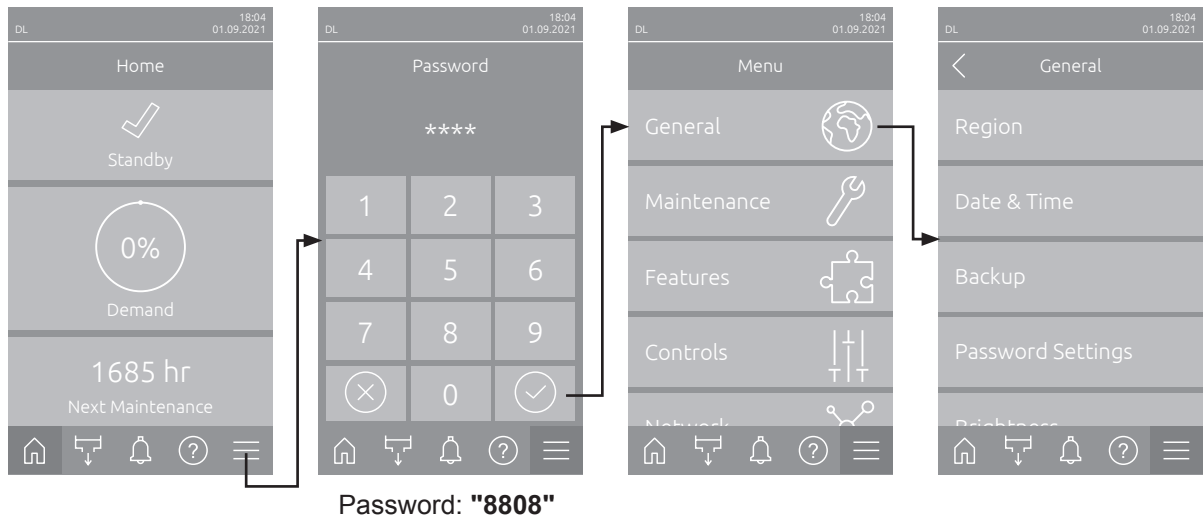 18:04
DL 01.09.2021
Home
Standby
0%
Demand
1685 hr
Next Maintenance
?
18:04
DL 01.09.2021
Password
****
1 2 3
4 5 6
7 8 9
0
?
Password: "8808"
18:04
DL 01.09.2021
Menu
General
Maintenance
Features
Controls
Network
?
18:04
DL 01.09.2021
General
Region
Date & Time
Backup
Password Settings
Brightness
?